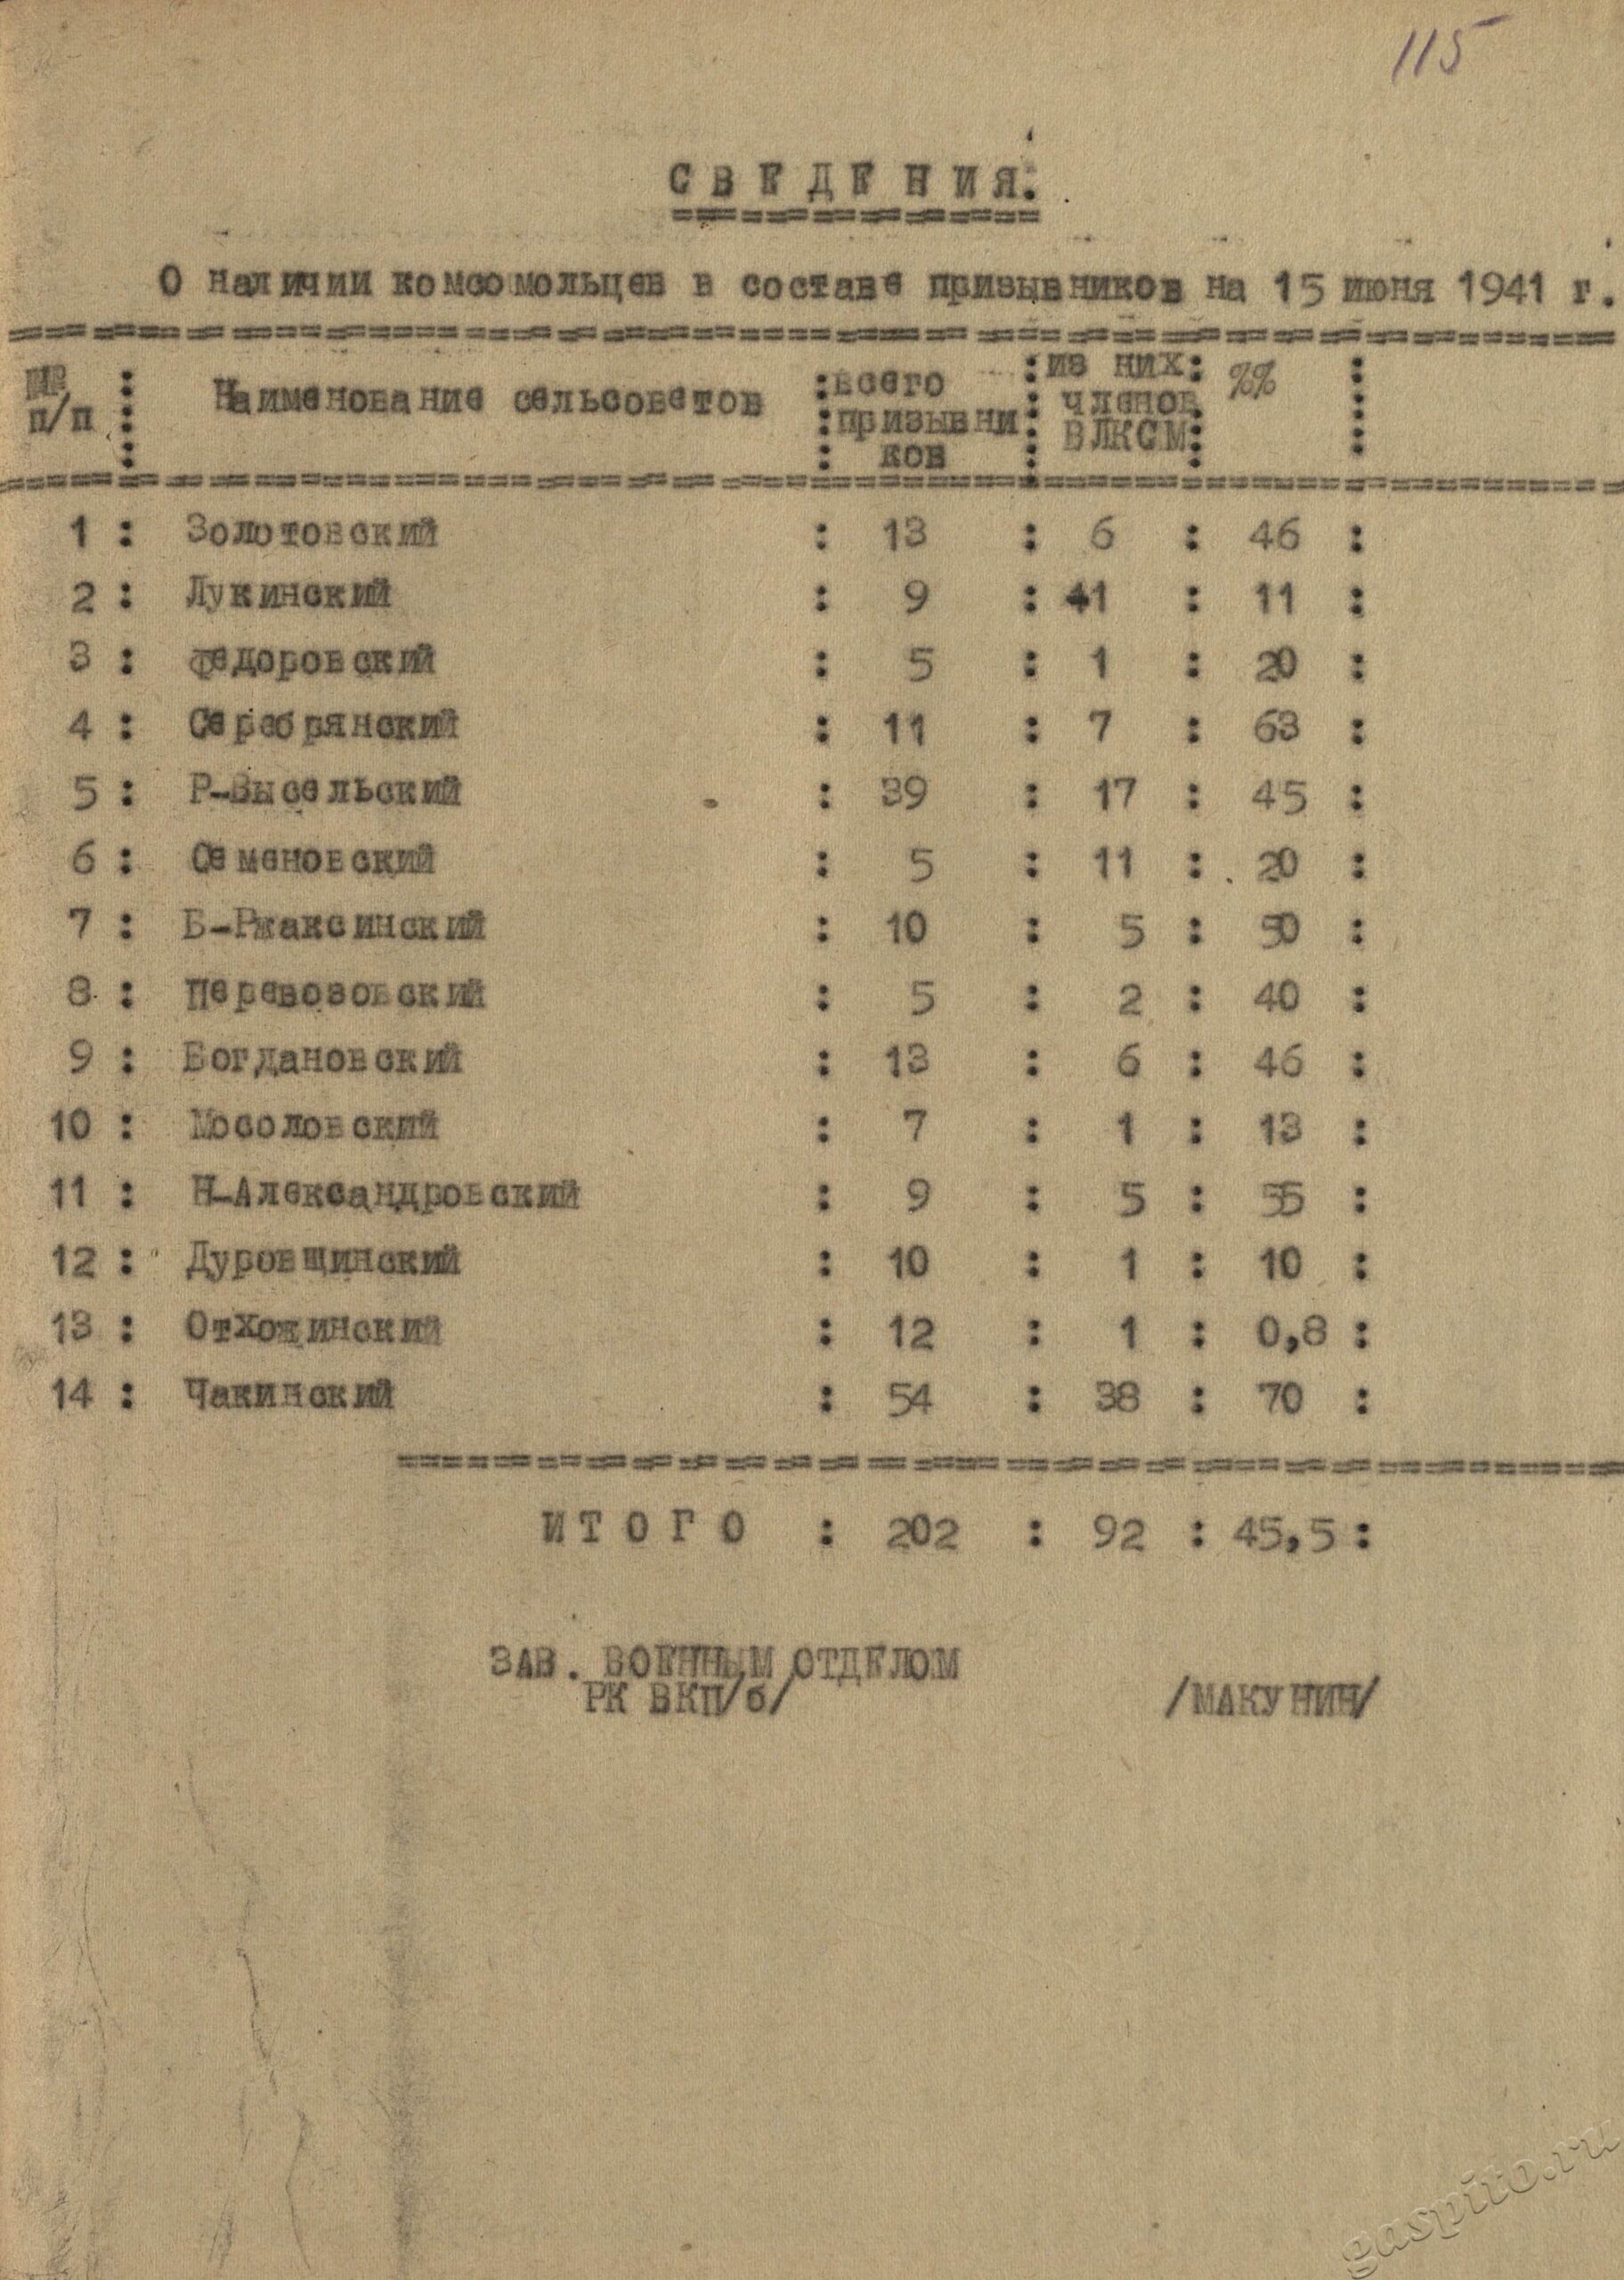 115
СВЕДЕНИЯ.
О наличии комсомольцев в составе призывников на 15 июня 1941 г.
№№ п/п : Наименование сельсоветов : всего призывни ков : из них: членов ВЛКСМ: %% :
1 : Золотовский : 13 : 6 : 46 :
2 : Лукинский : 9 : 41 : 11 :
3 : Федоровский : 5 : 1 : 20 :
4 : Серебрянский : 11 : 7 : 63 :
5 : Р-Высельский : 39 : 17 : 45 :
6 : Семеновский : 5 : 11 : 20 :
7 : Б-Ржаксинский : 10 : 5 : 50 :
8 : Перевозовский : 5 : 2 : 40 :
9 : Богдановский : 13 : 6 : 46 :
10 : Мосоловский : 7 : 1 : 13 :
11 : Н-Александровский : 9 : 5 : 55 :
12 : Дуровщинский : 10 : 1 : 10 :
13 : Отхожинский : 12 : 1 : 0,8 :
14 : Чакинский : 54 : 38 : 70 :
ИТОГО : 202 : 92 : 45,5 :
ЗАВ. ВОЕННЫМ ОТДЕЛОМ
РК ВКП/б/ /МАКУНИН/
gaspito.ru